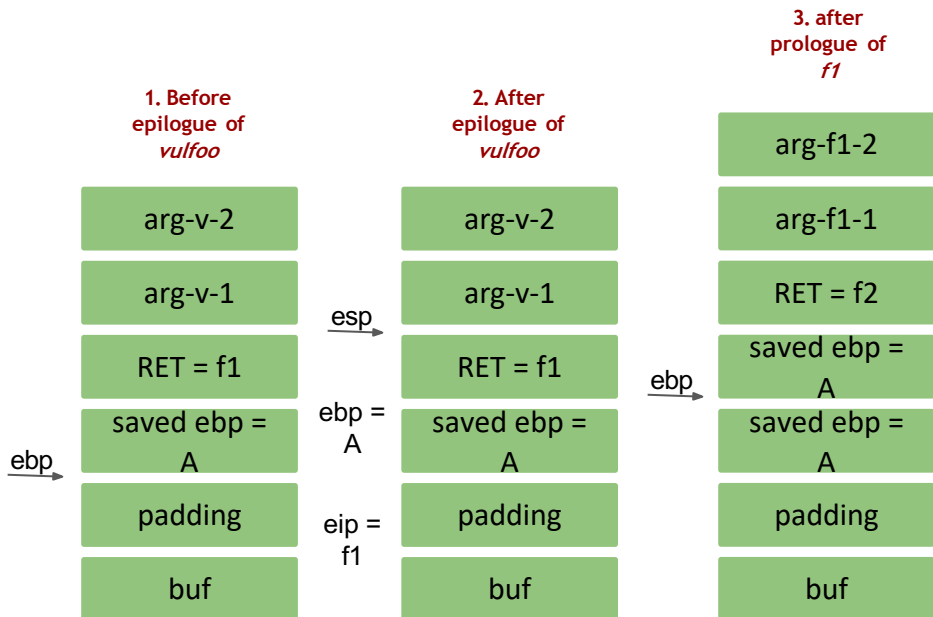 1. Before
epilogue of
vulfoo
arg-v-2
arg-v-1
RET = f1
saved ebp =
A
ebp
padding
buf
2. After
epilogue of
vulfoo
arg-v-2
arg-v-1
esp
RET = f1
ebp =
A
saved ebp =
A
eip =
f1
padding
buf
3. after
prologue of
f1
arg-f1-2
arg-f1-1
RET = f2
saved ebp =
A
ebp
saved ebp =
A
padding
buf